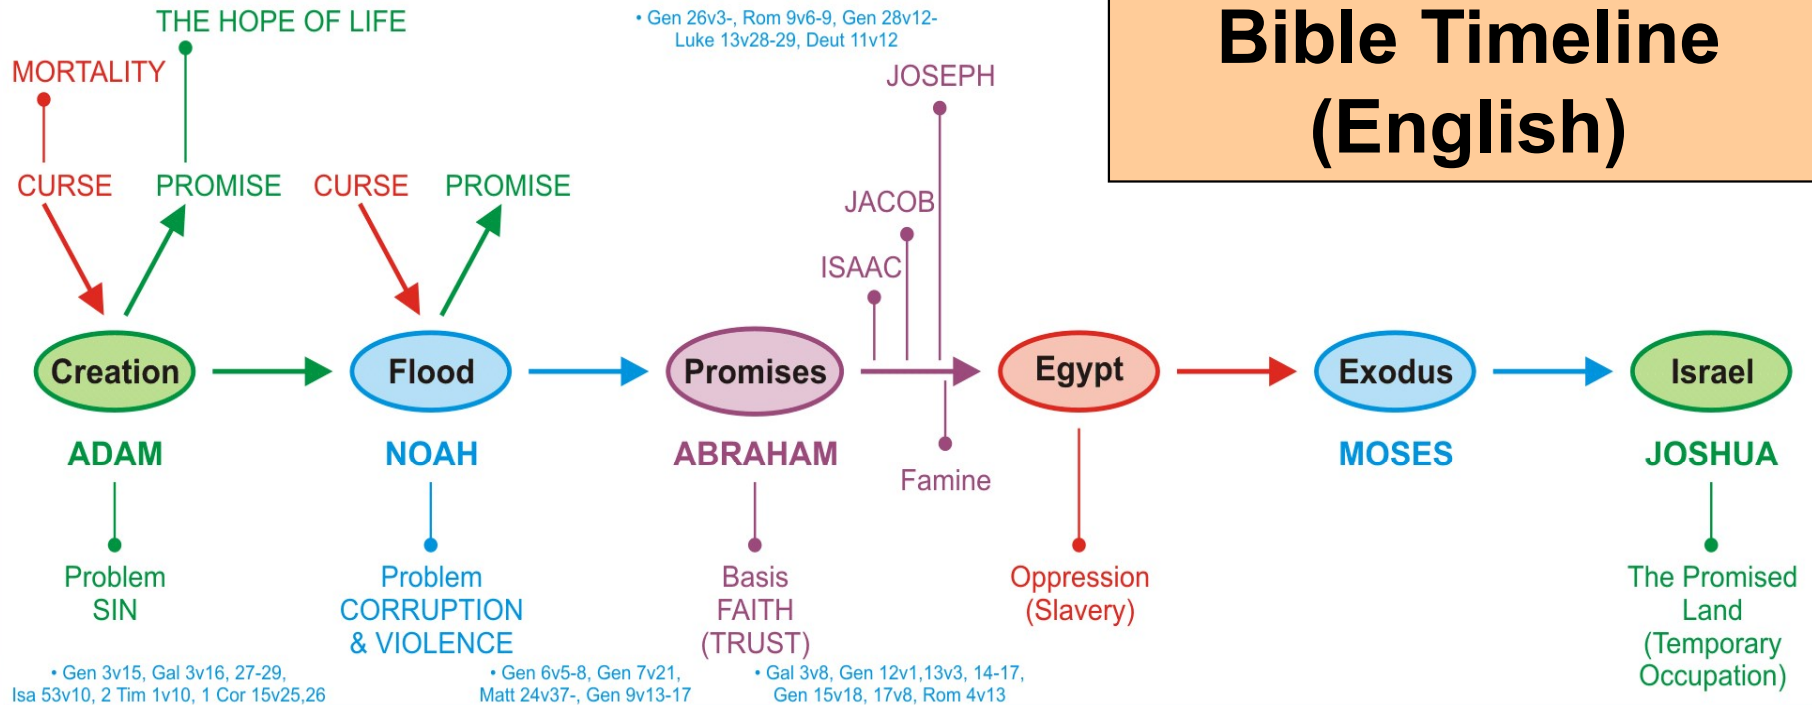 Bible Timeline
(English)
THE HOPE OF LIFE
• Gen 26v3-, Rom 9v6-9, Gen 28v12-
Luke 13v28-29, Deut 11v12
MORTALITY
JOSEPH
CURSE
PROMISE
CURSE
PROMISE
JACOB
ISAAC
Creation
Flood
Promises
Egypt
Exodus
Israel
ADAM
NOAH
ABRAHAM
MOSES
JOSHUA
Famine
Problem
SIN
Problem
CORRUPTION
& VIOLENCE
Basis
FAITH
(TRUST)
Oppression
(Slavery)
The Promised
Land
(Temporary
Occupation)
• Gen 3v15, Gal 3v16, 27-29,
Isa 53v10, 2 Tim 1v10, 1 Cor 15v25,26
• Gen 6v5-8, Gen 7v21,
Matt 24v37-, Gen 9v13-17
• Gal 3v8, Gen 12v1,13v3, 14-17,
Gen 15v18, 17v8, Rom 4v13